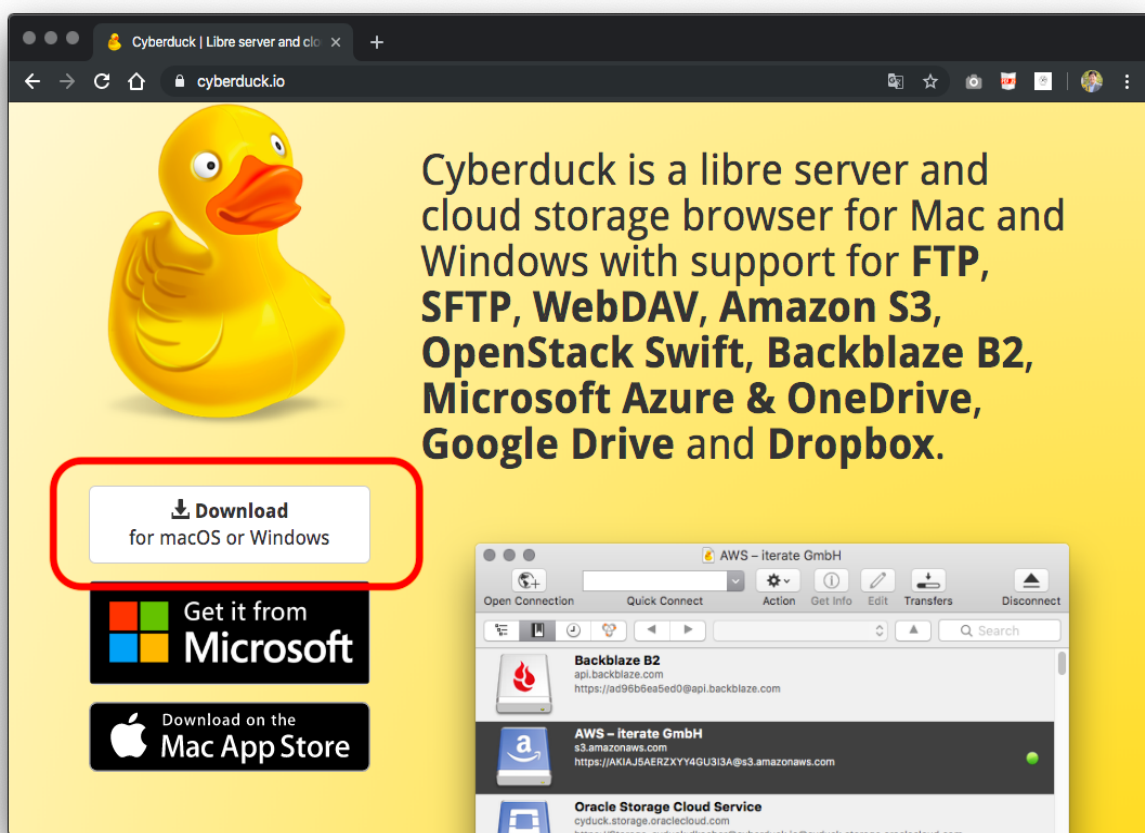 Cyberduck | Libre server and clo
cyberduck.io
Cyberduck is a libre server and
cloud storage browser for Mac and
Windows with support for FTP,
SFTP, WebDAV, Amazon S3,
OpenStack Swift, Backblaze B2,
Microsoft Azure & OneDrive,
Google Drive and Dropbox.
Download
for macOS or Windows
Get it from
Microsoft
Download on the
Mac App Store
AWS – iterate GmbH
Open Connection Quick Connect Action Get Info Edit Transfers Disconnect
Search
Backblaze B2
api.backblaze.com
https://ad96b6ea5ed0@api.backblaze.com
AWS – iterate GmbH
s3.amazonaws.com
https://AKIAJ5AERZXYY4GU3I3A@s3.amazonaws.com
Oracle Storage Cloud Service
cyduck.storage.oraclecloud.com